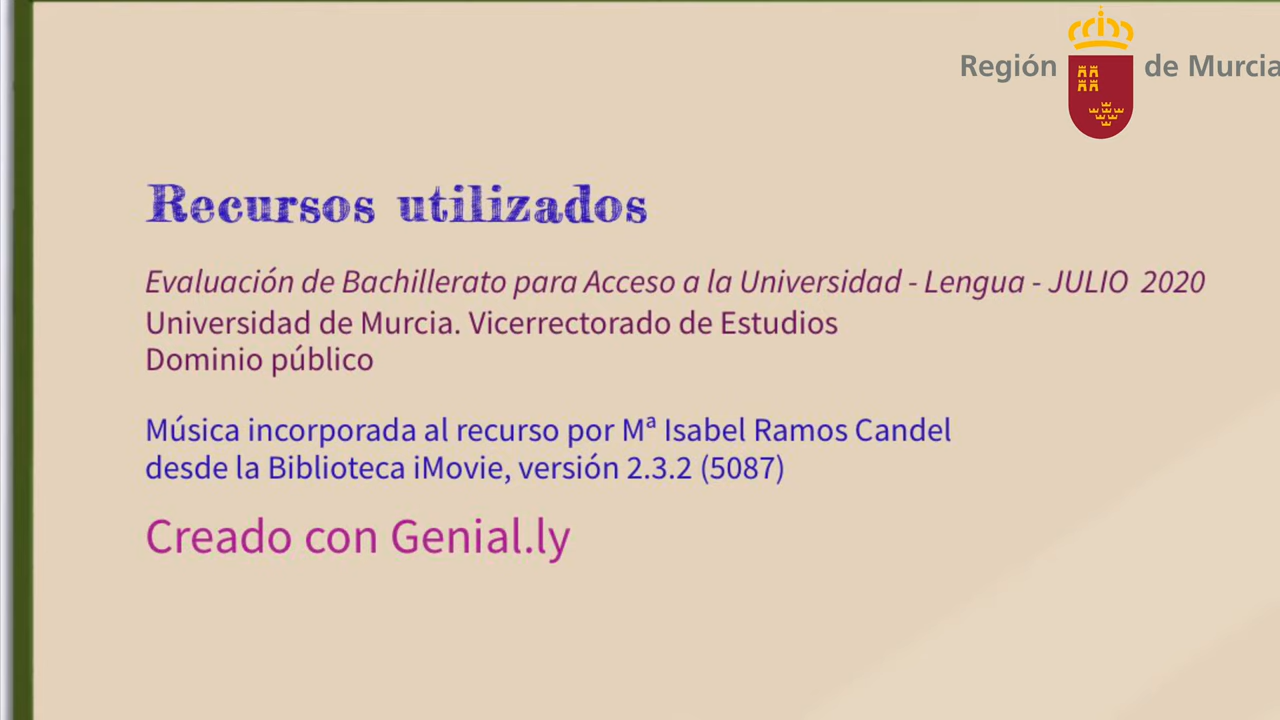 Región de Murcia
Recursos utilizados
Evaluación de Bachillerato para Acceso a la Universidad - Lengua - JULIO 2020
Universidad de Murcia. Vicerrectorado de Estudios
Dominio público
Música incorporada al recurso por Mª Isabel Ramos Candel
desde la Biblioteca iMovie, versión 2.3.2 (5087)
Creado con Genial.ly